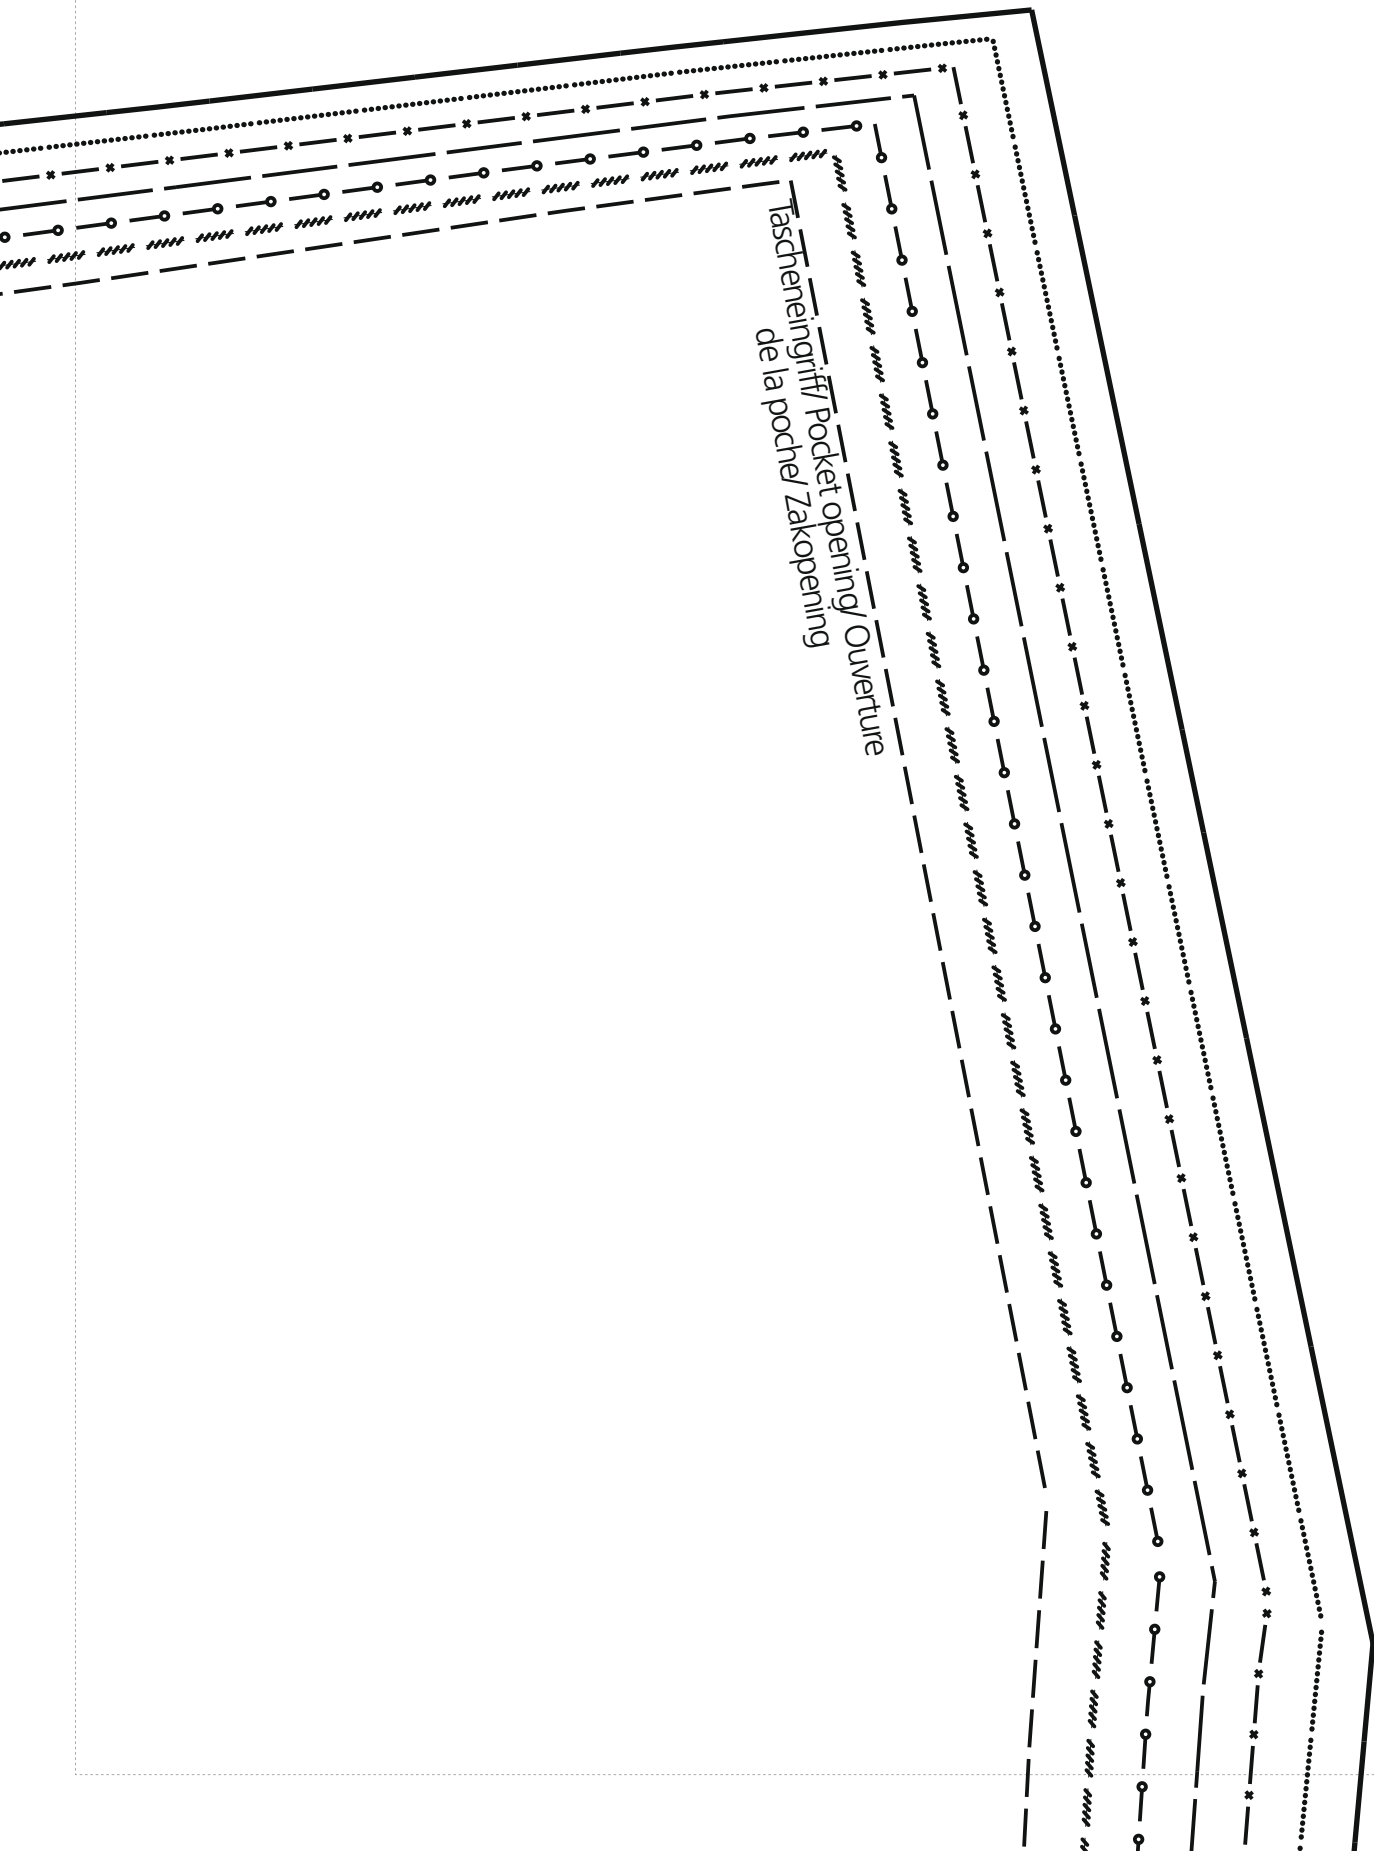 Tascheneingriff/ Pocket opening/ Ouverture
de la poche/ Zakopening